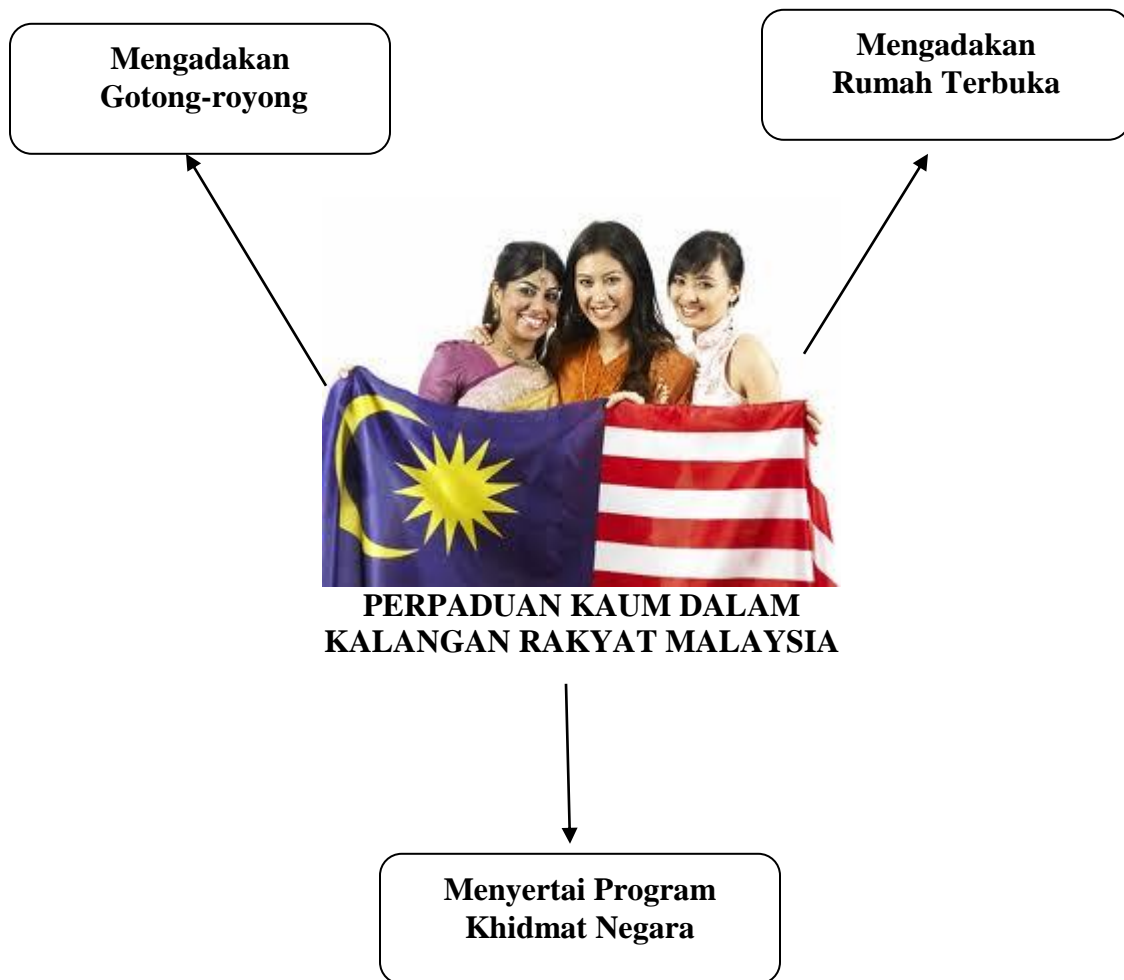 Mengadakan
Gotong-royong
Mengadakan
Rumah Terbuka
PERPADUAN KAUM DALAM
KALANGAN RAKYAT MALAYSIA
Menyertai Program
Khidmat Negara